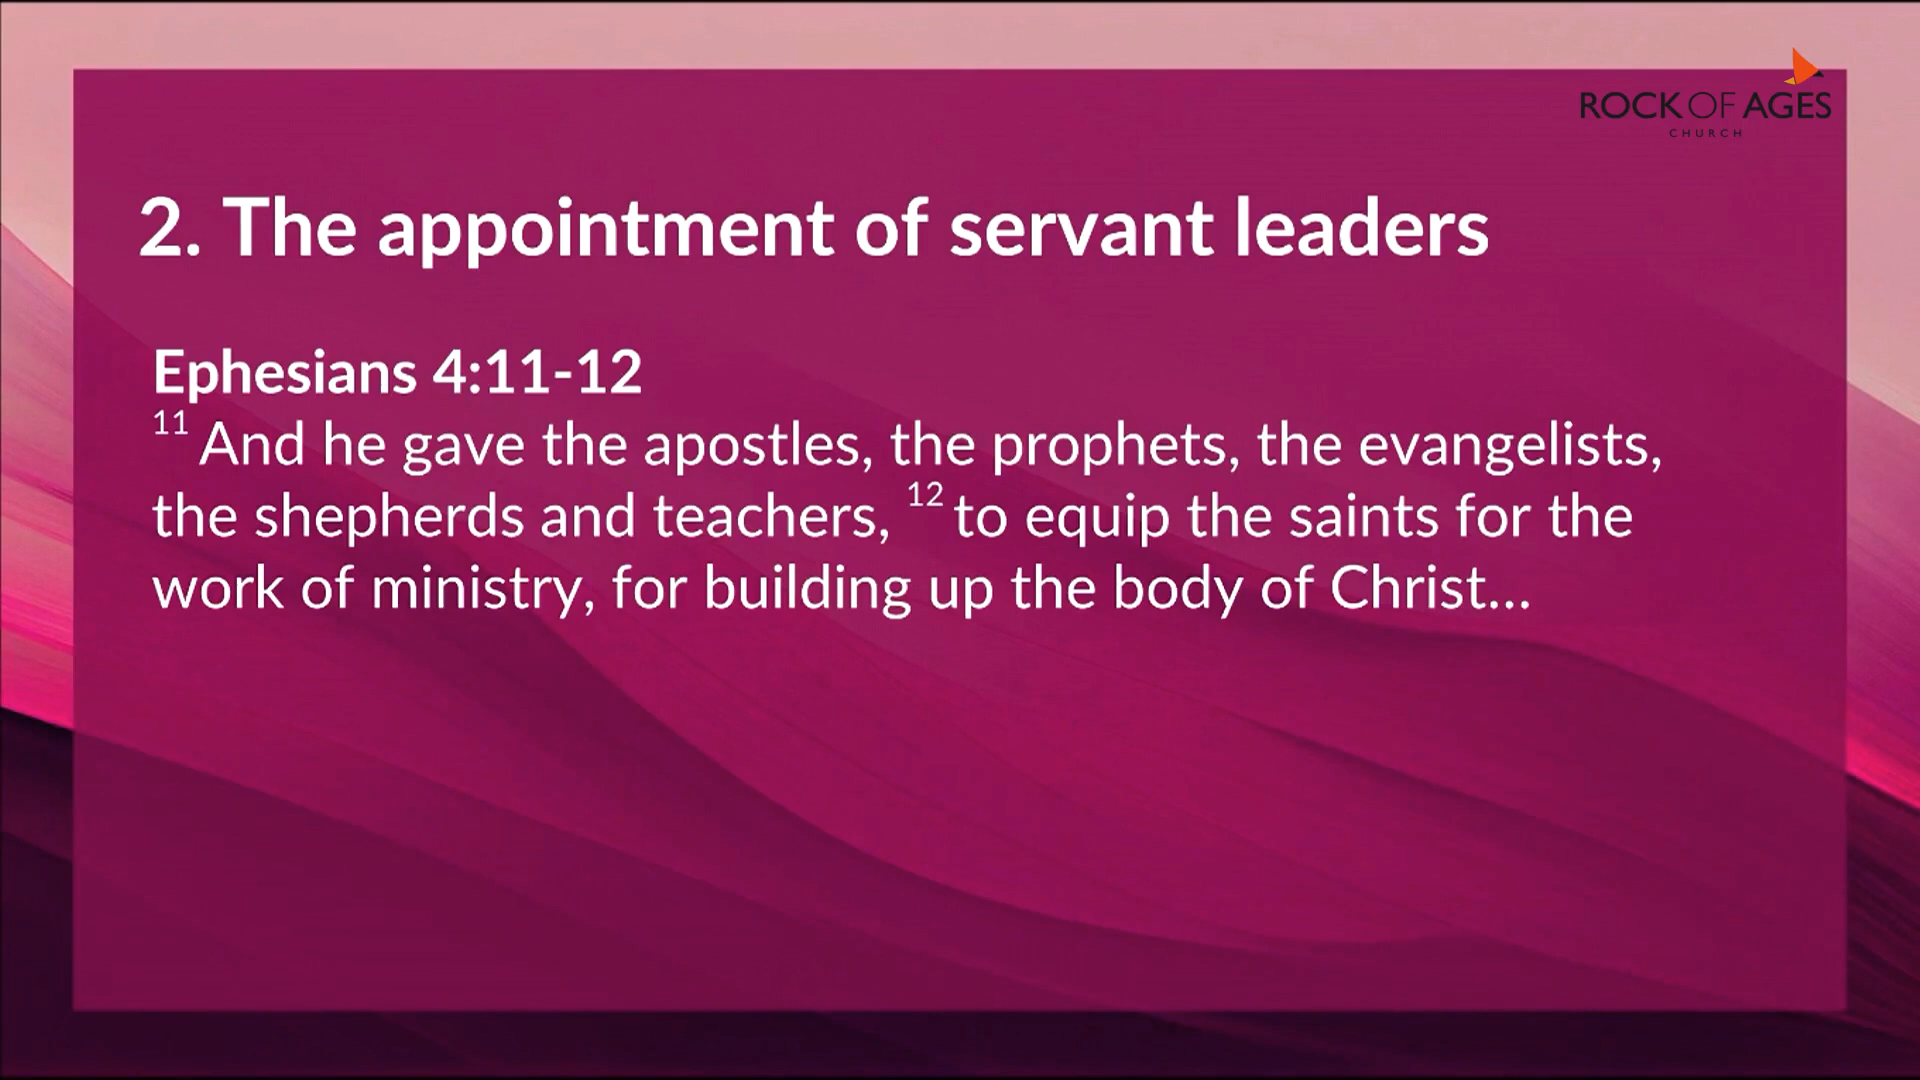 ROCK OF AGES
CHURCH
2. The appointment of servant leaders
Ephesians 4:11-12
11 And he gave the apostles, the prophets, the evangelists,
the shepherds and teachers, 12 to equip the saints for the
work of ministry, for building up the body of Christ...